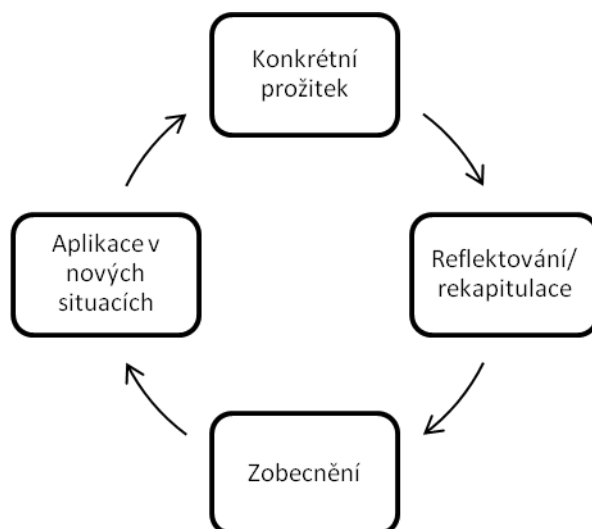 Konkrétní
prožitek
Reflektování/
rekapitulace
Zobecnění
Aplikace v
nových
situacích